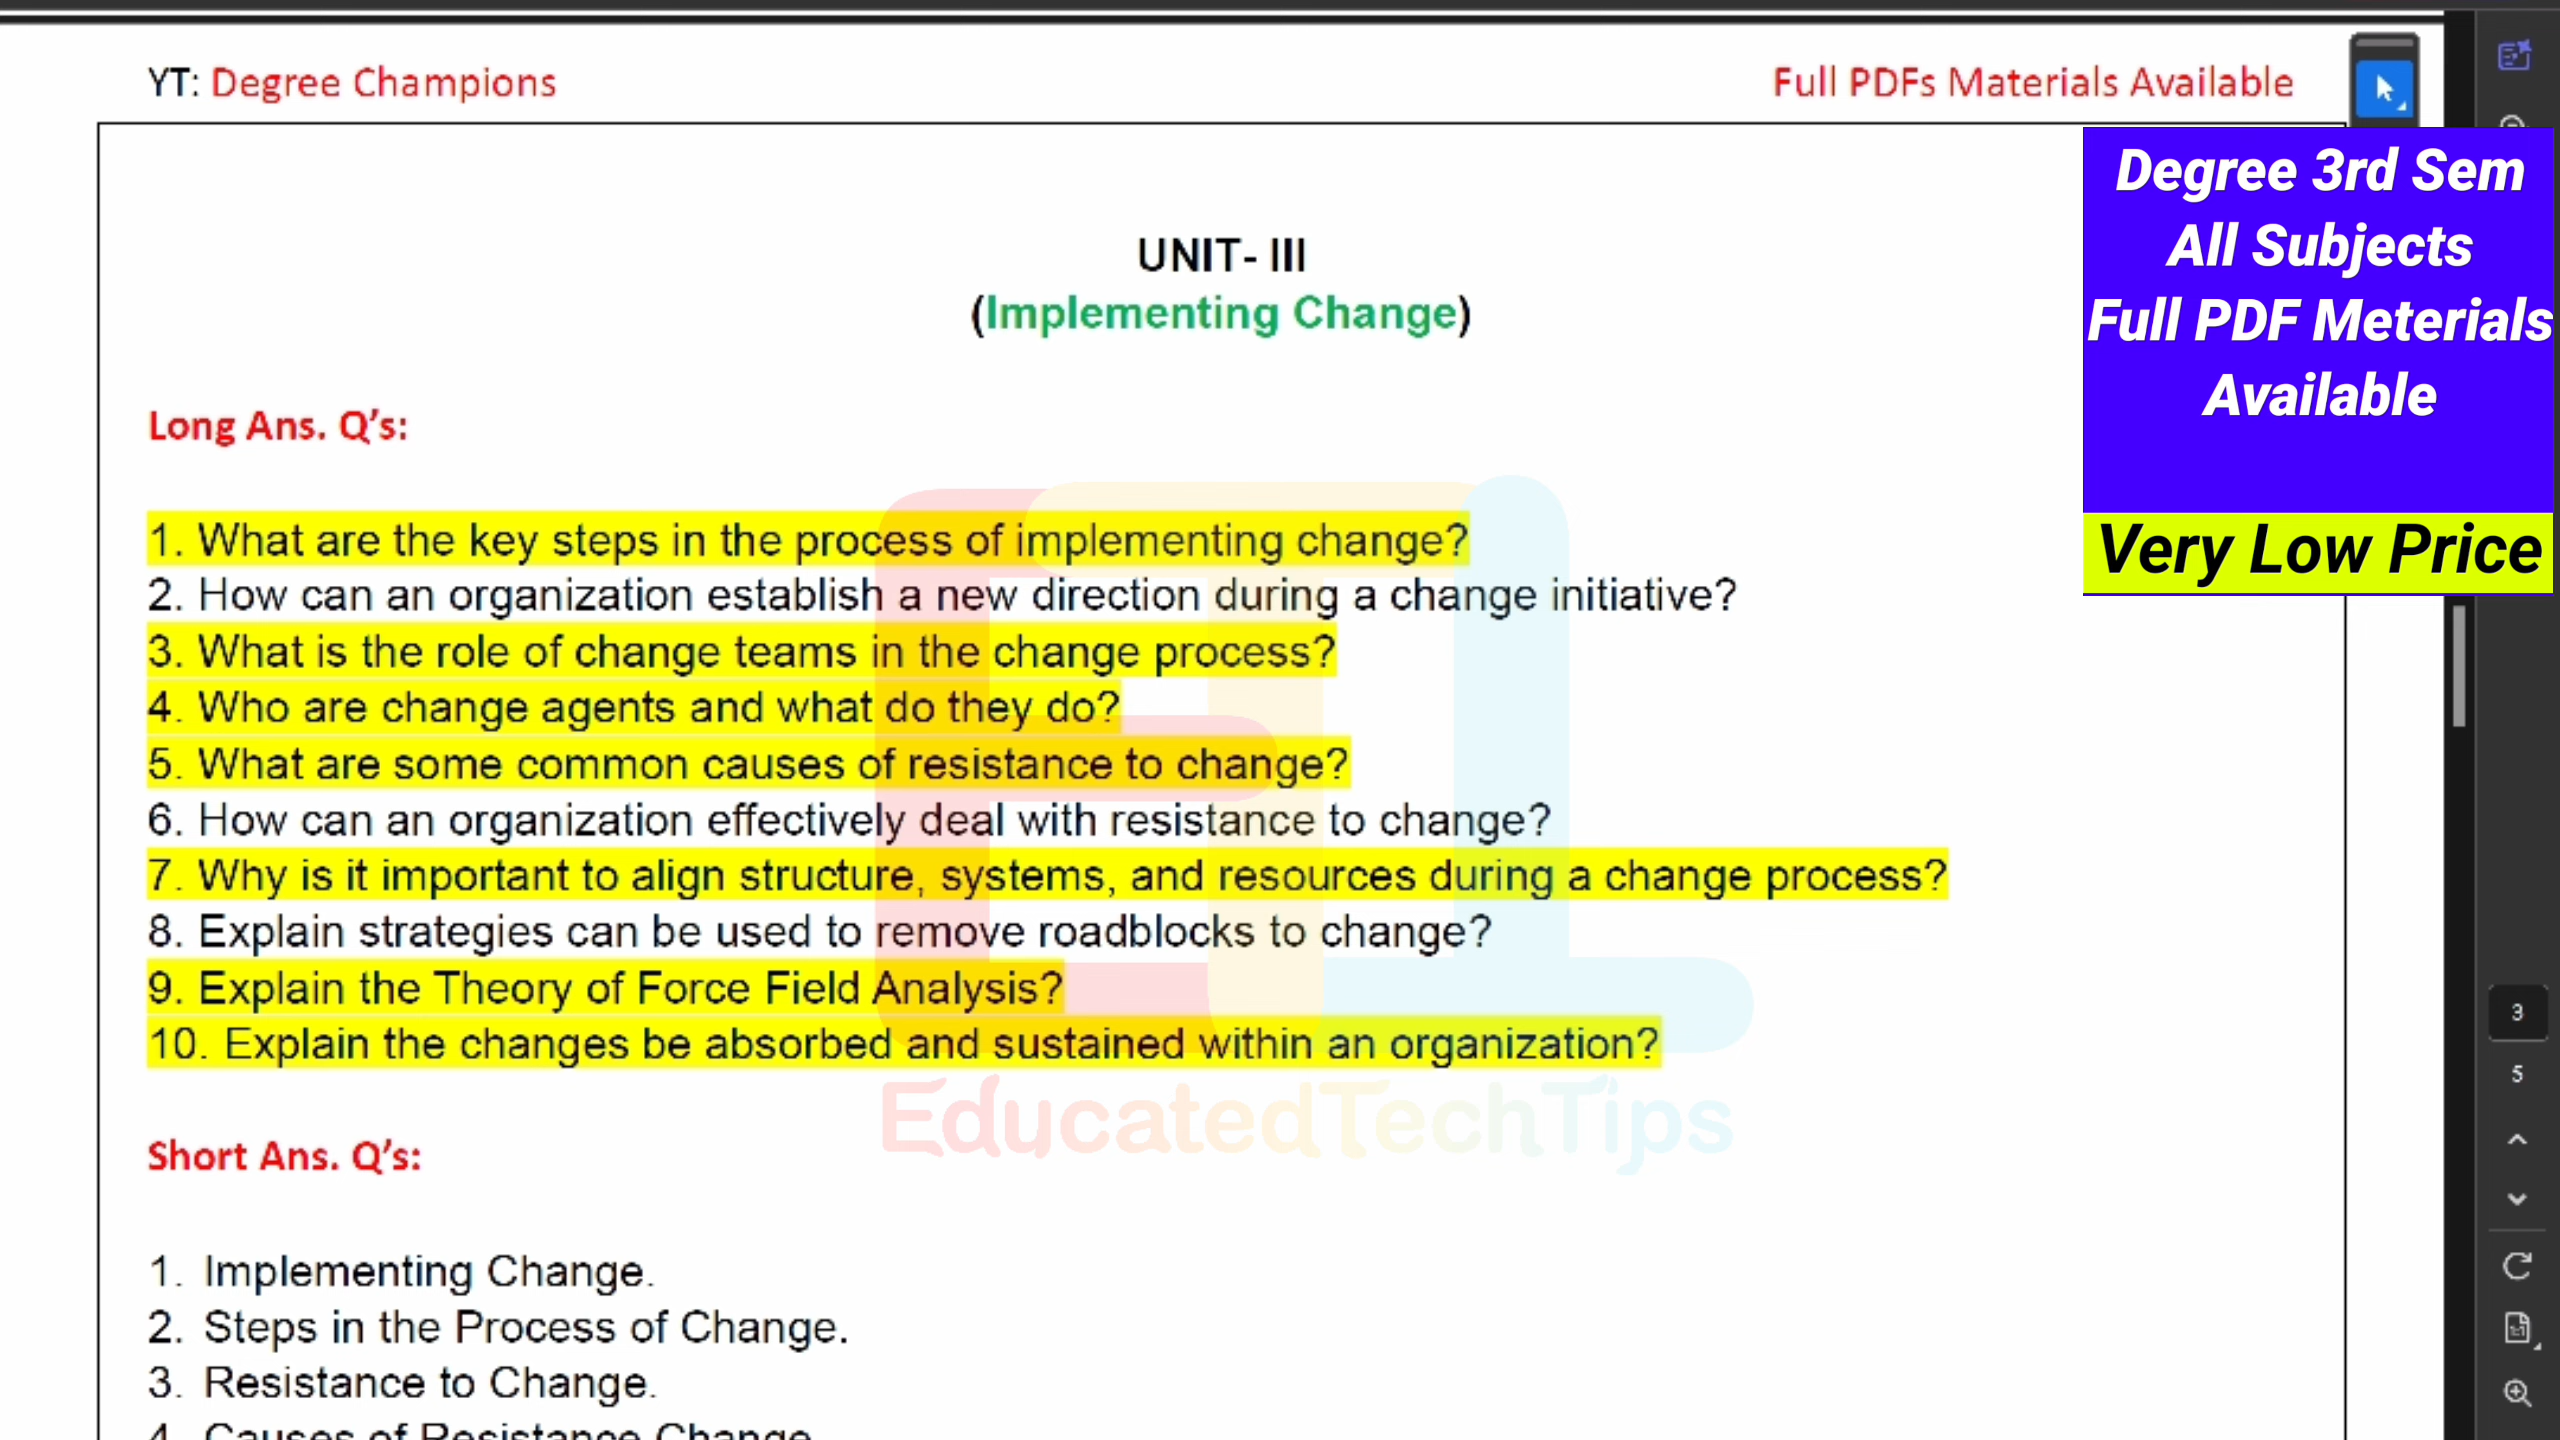 YT: Degree Champions
Full PDFs Materials Available
Degree 3rd Sem
All Subjects
Full PDF Meterials
Available
Very Low Price
UNIT- III
(Implementing Change)
Long Ans. Q's:
1. What are the key steps in the process of implementing change?
2. How can an organization establish a new direction during a change initiative?
3. What is the role of change teams in the change process?
4. Who are change agents and what do they do?
5. What are some common causes of resistance to change?
6. How can an organization effectively deal with resistance to change?
7. Why is it important to align structure, systems, and resources during a change process?
8. Explain strategies can be used to remove roadblocks to change?
9. Explain the Theory of Force Field Analysis?
10. Explain the changes be absorbed and sustained within an organization?
EducatedTechTips
Short Ans. Q's:
1. Implementing Change.
2. Steps in the Process of Change.
3. Resistance to Change.
4. Causes of Resistance Change
3
5